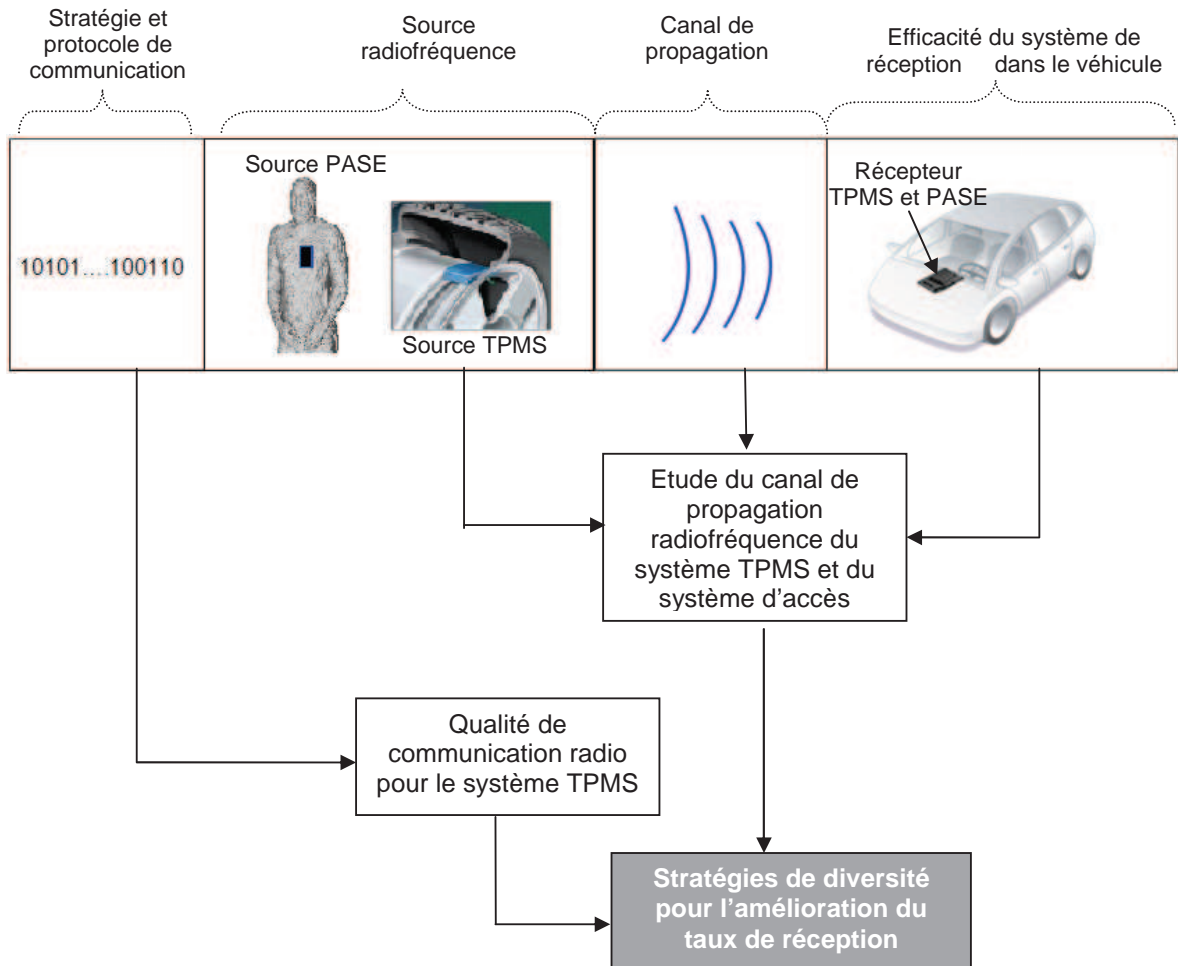 Stratégie et
protocole de
communication
Source
radiofréquence
Canal de
propagation
Efficacité du système de
réception dans le véhicule
Source PASE
Récepteur
TPMS et PASE
10101....100110
Source TPMS
Etude du canal de
propagation
radiofréquence du
système TPMS et du
système d'accès
Qualité de
communication radio
pour le système TPMS
Stratégies de diversité
pour l'amélioration du
taux de réception